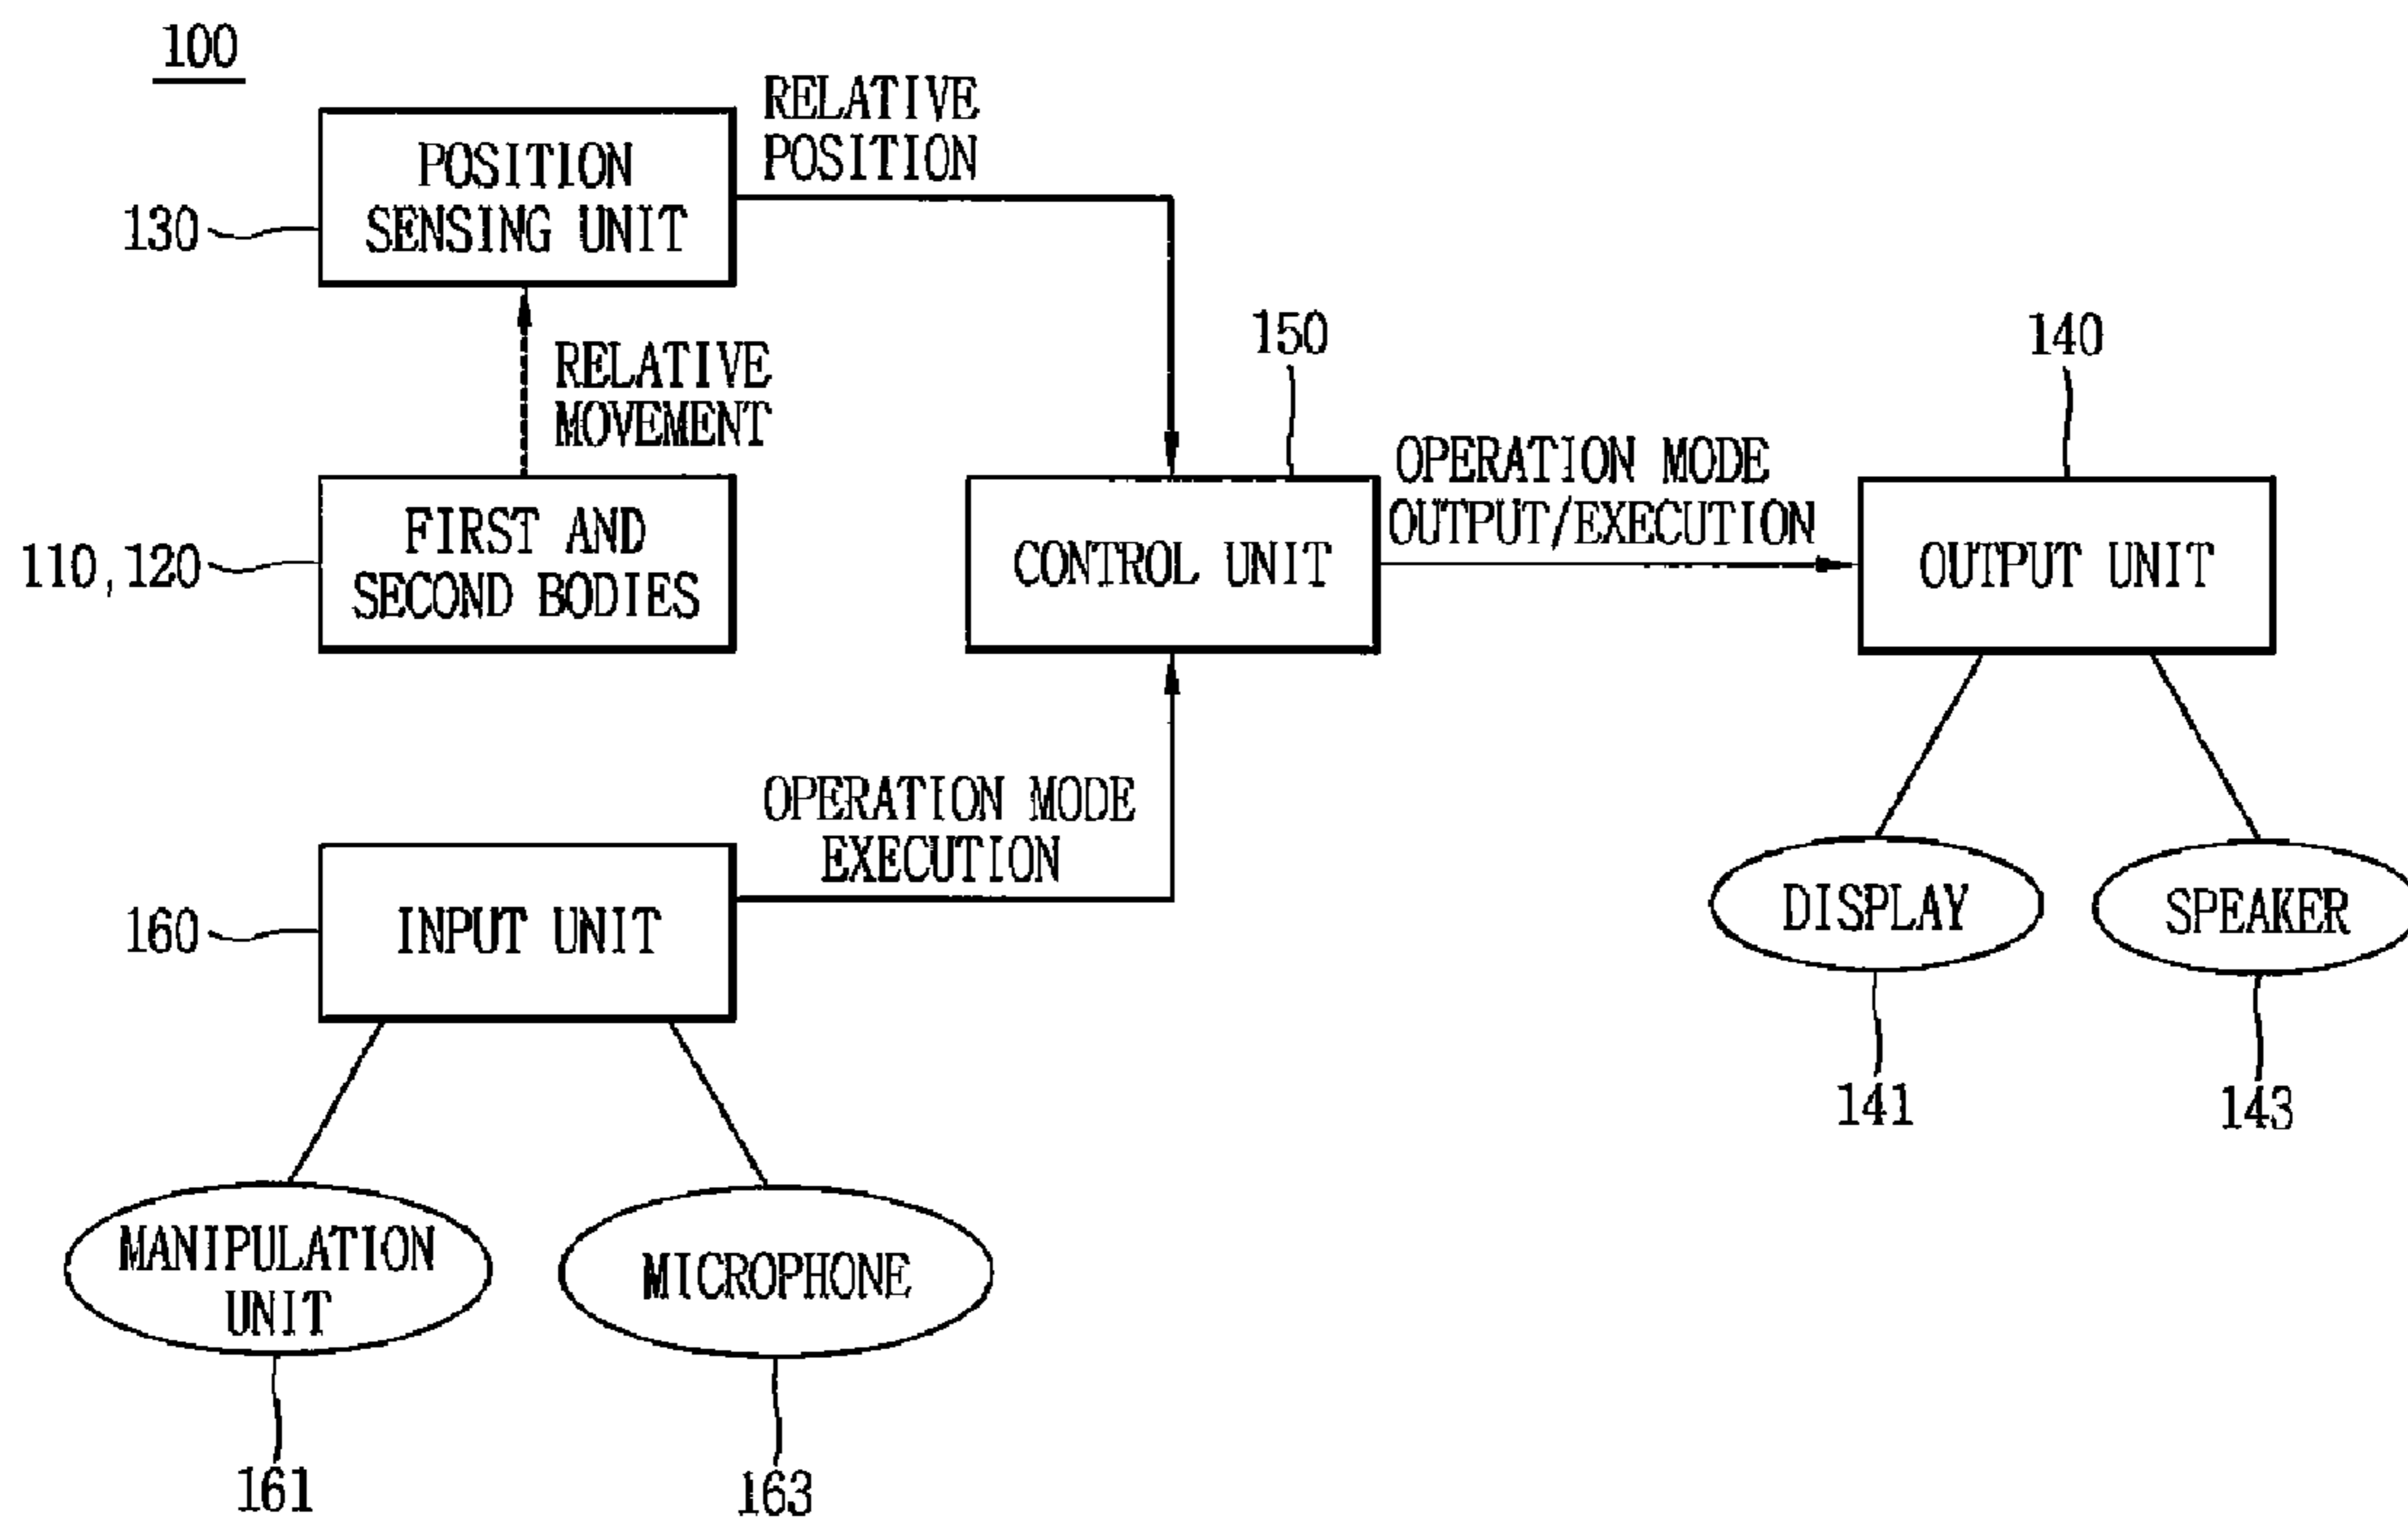 100
RELATIVE
POSITION
POSITION
SENSING UNIT
130
RELATIVE
MOVEMENT
150
140
FIRST AND
SECOND BODIES
110, 120
CONTROL UNIT
OPERATION MODE
OUTPUT/EXECUTION
OUTPUT UNIT
OPERATION MODE
EXECUTION
160
INPUT UNIT
DISPLAY
SPEAKER
141
143
MANIPULATION
UNIT
MICROPHONE
161
163